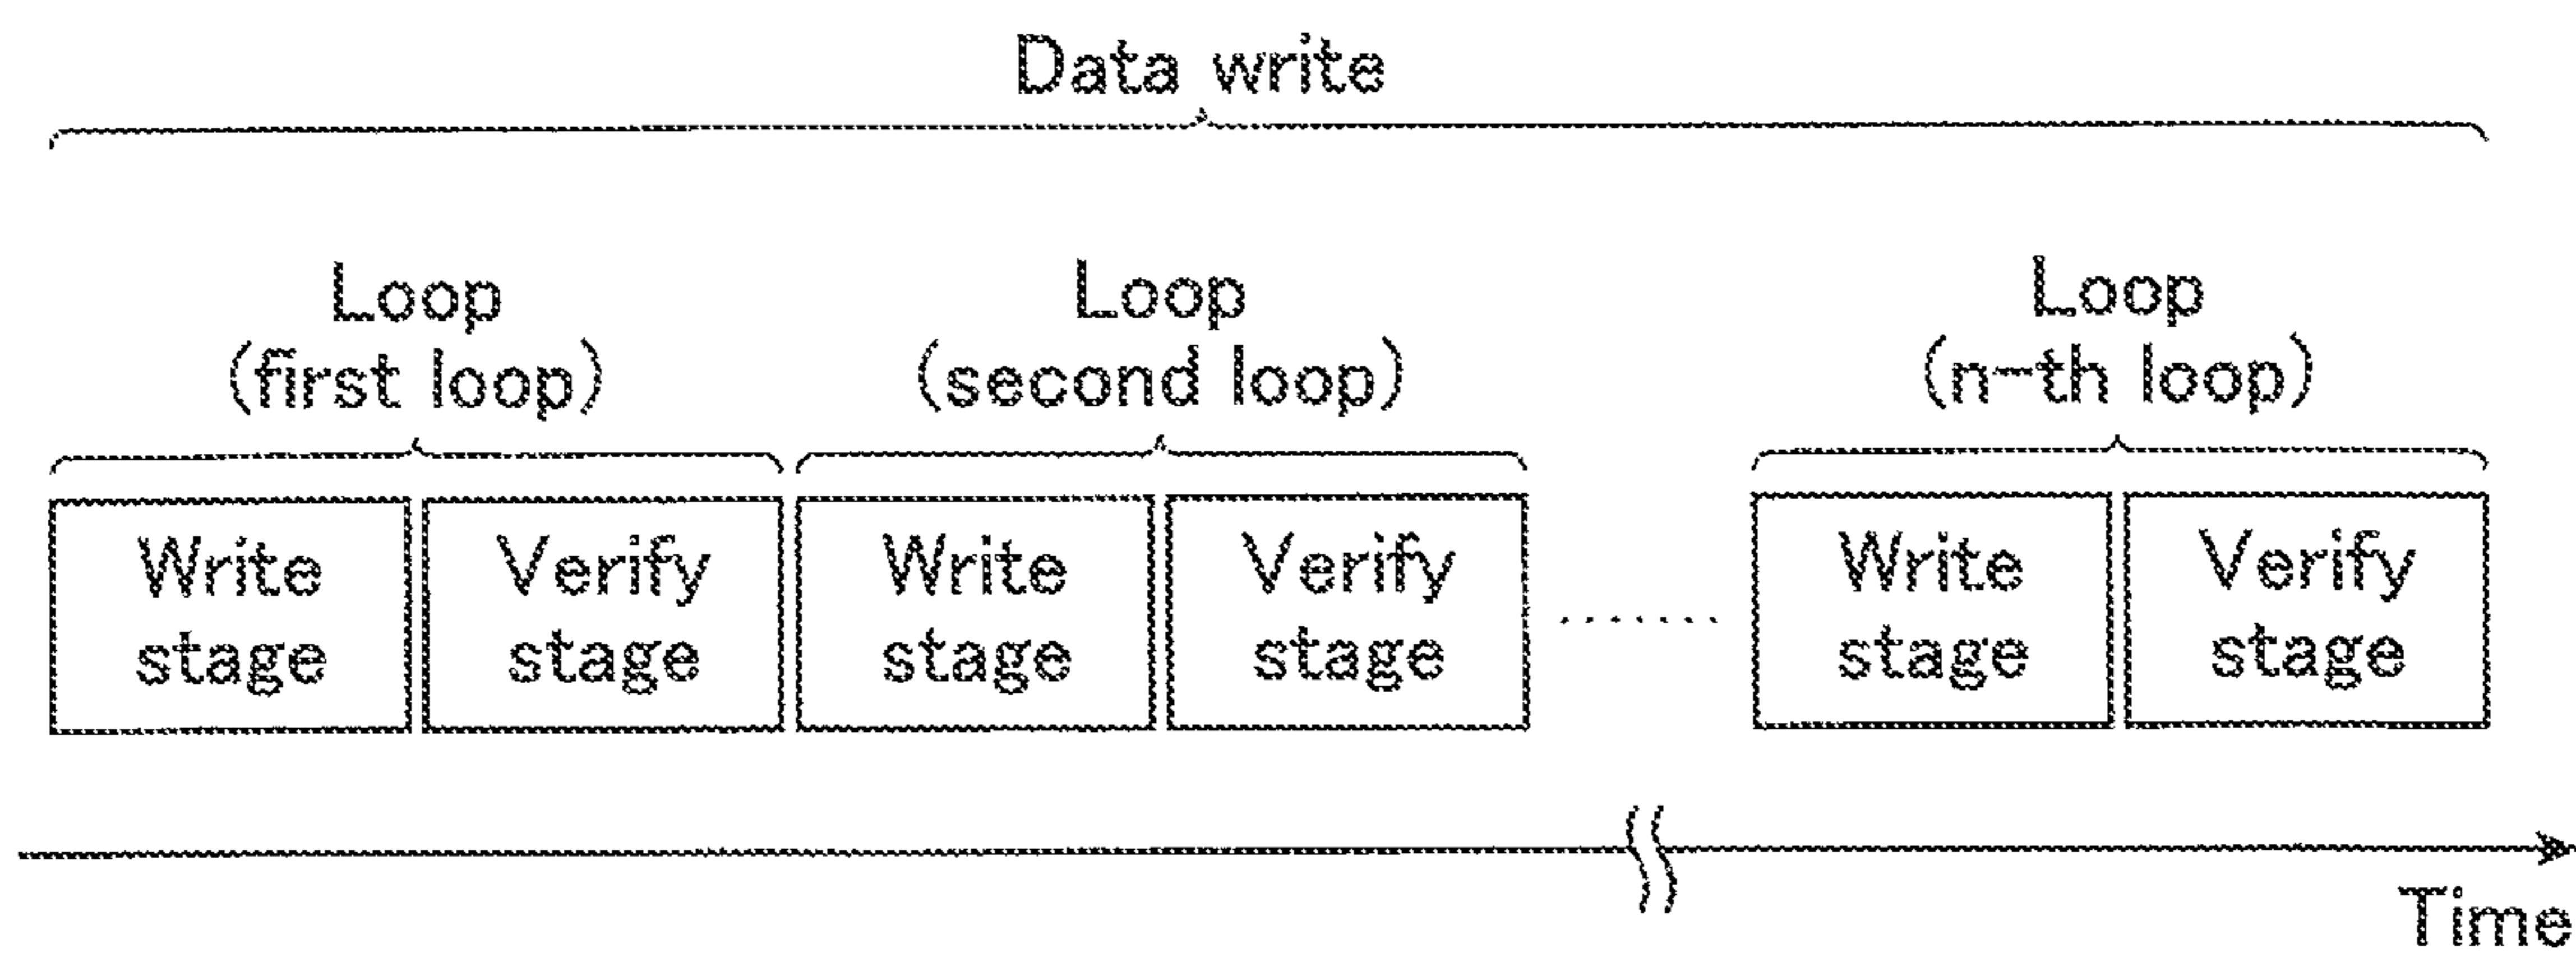 Data write
Loop
(first loop)
Loop
(second loop)
Loop
(n-th loop)
Write
stage
Verify
stage
Write
stage
Verify
stage
Write
stage
Verify
stage
Time